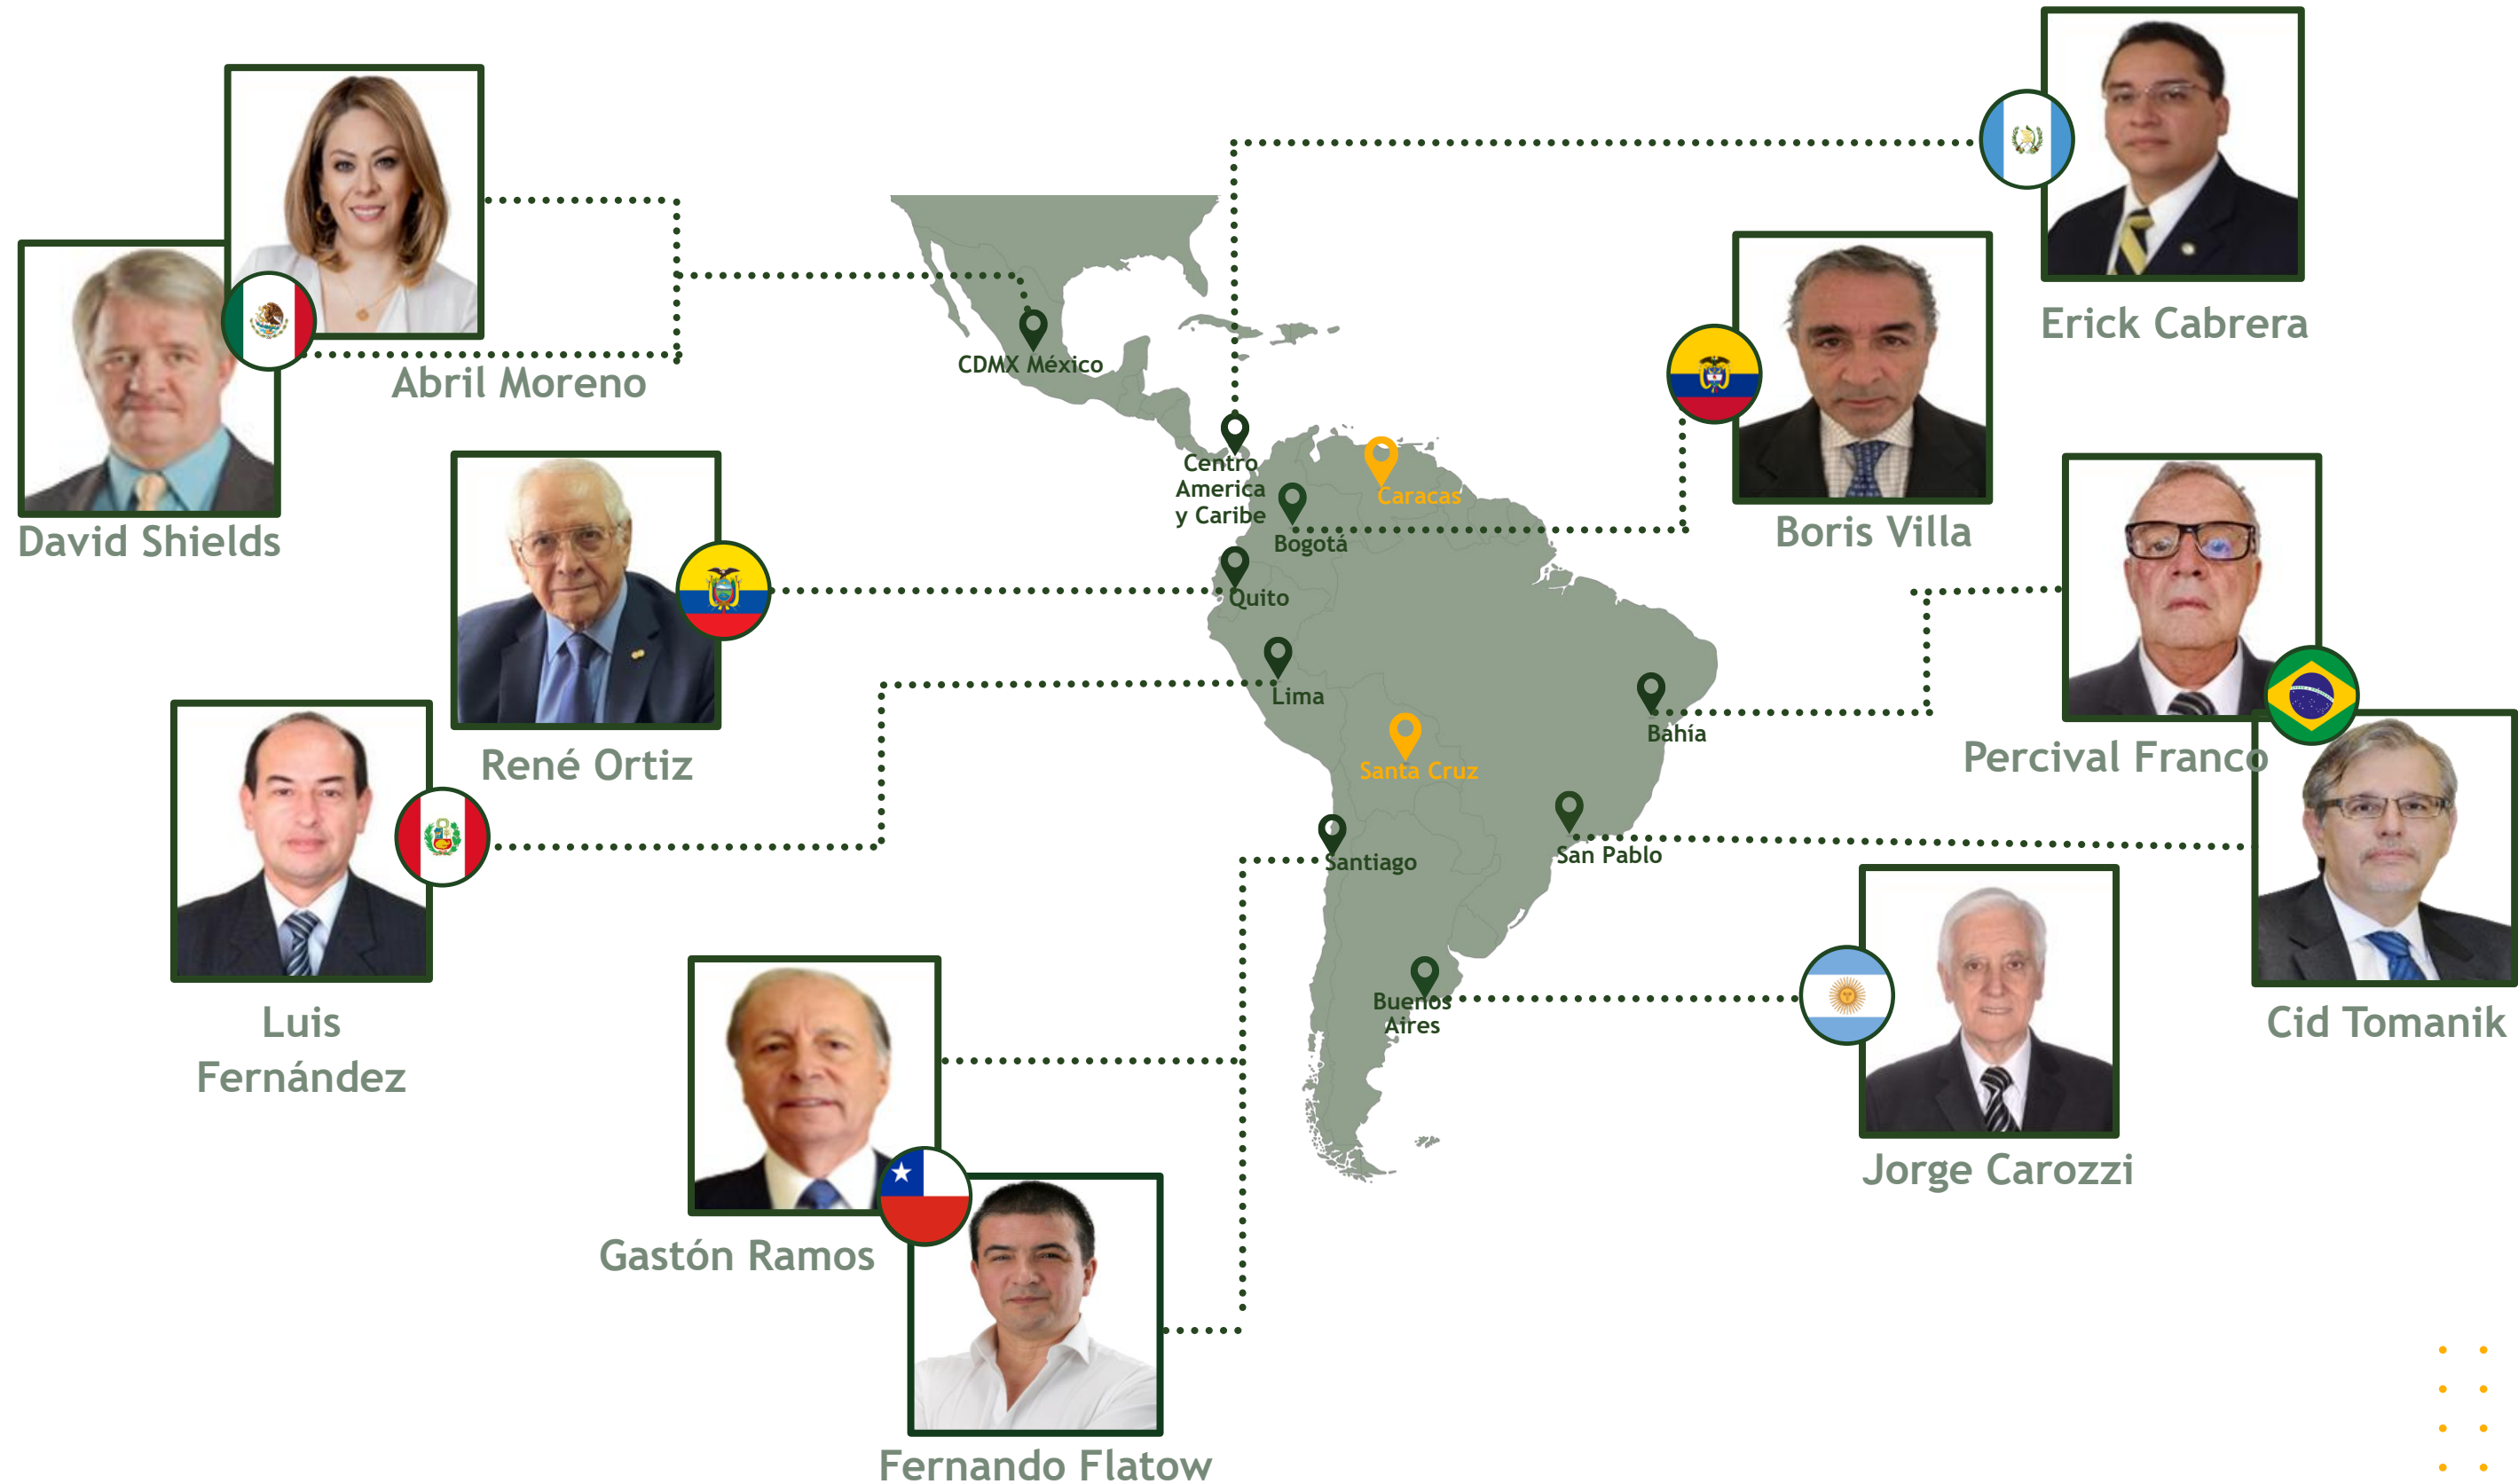 Erick Cabrera
CDMX México
Abril Moreno
Centro
America
y Caribe
Caracas
Boris Villa
David Shields
Bogotá
Quito
Lima
Bahía
René Ortiz
Percival Franco
Santa Cruz
Santiago
San Pablo
Luis
Fernández
Buenos
Aires
Cid Tomanik
Jorge Carozzi
Gastón Ramos
Fernando Flatow